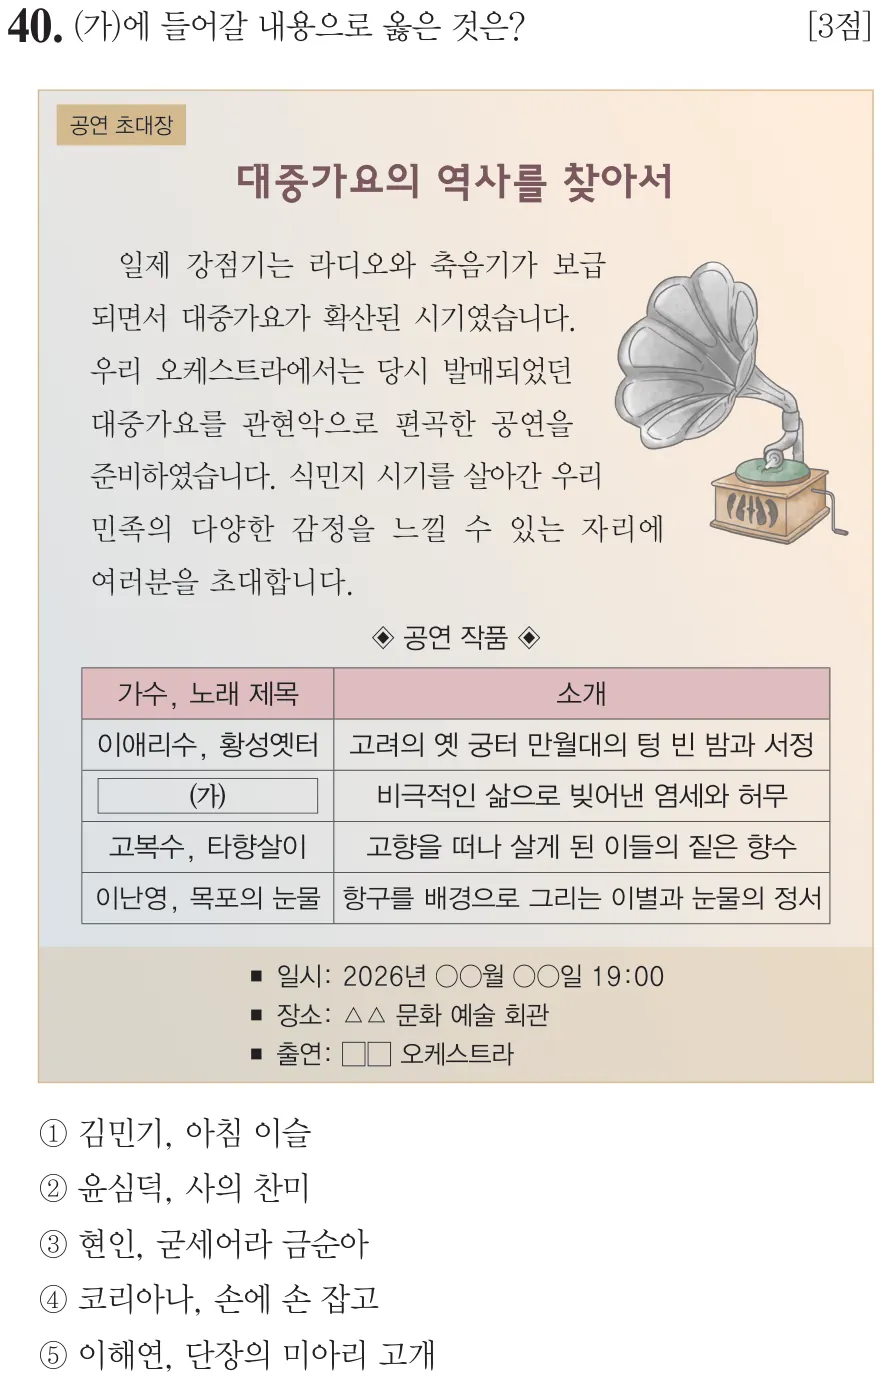 40. (가)에 들어갈 내용으로 옳은 것은? [3점]
공연 초대장
대중가요의 역사를 찾아서
일제 강점기는 라디오와 축음기가 보급
되면서 대중가요가 확산된 시기였습니다.
우리 오케스트라에서는 당시 발매되었던
대중가요를 관현악으로 편곡한 공연을
준비하였습니다. 식민지 시기를 살아간 우리
민족의 다양한 감정을 느낄 수 있는 자리에
여러분을 초대합니다.
◈ 공연 작품 ◈
가수, 노래 제목 소개
이애리수, 황성옛터 고려의 옛 궁터 만월대의 텅 빈 밤과 서정
(가) 비극적인 삶으로 빚어낸 염세와 허무
고복수, 타향살이 고향을 떠나 살게 된 이들의 짙은 향수
이난영, 목포의 눈물 항구를 배경으로 그리는 이별과 눈물의 정서
■ 일시: 2026년 ○○월 ○○일 19:00
■ 장소: △△ 문화 예술 회관
■ 출연: □□ 오케스트라
① 김민기, 아침 이슬
② 윤심덕, 사의 찬미
③ 현인, 굳세어라 금순아
④ 코리아나, 손에 손 잡고
⑤ 이해연, 단장의 미아리 고개